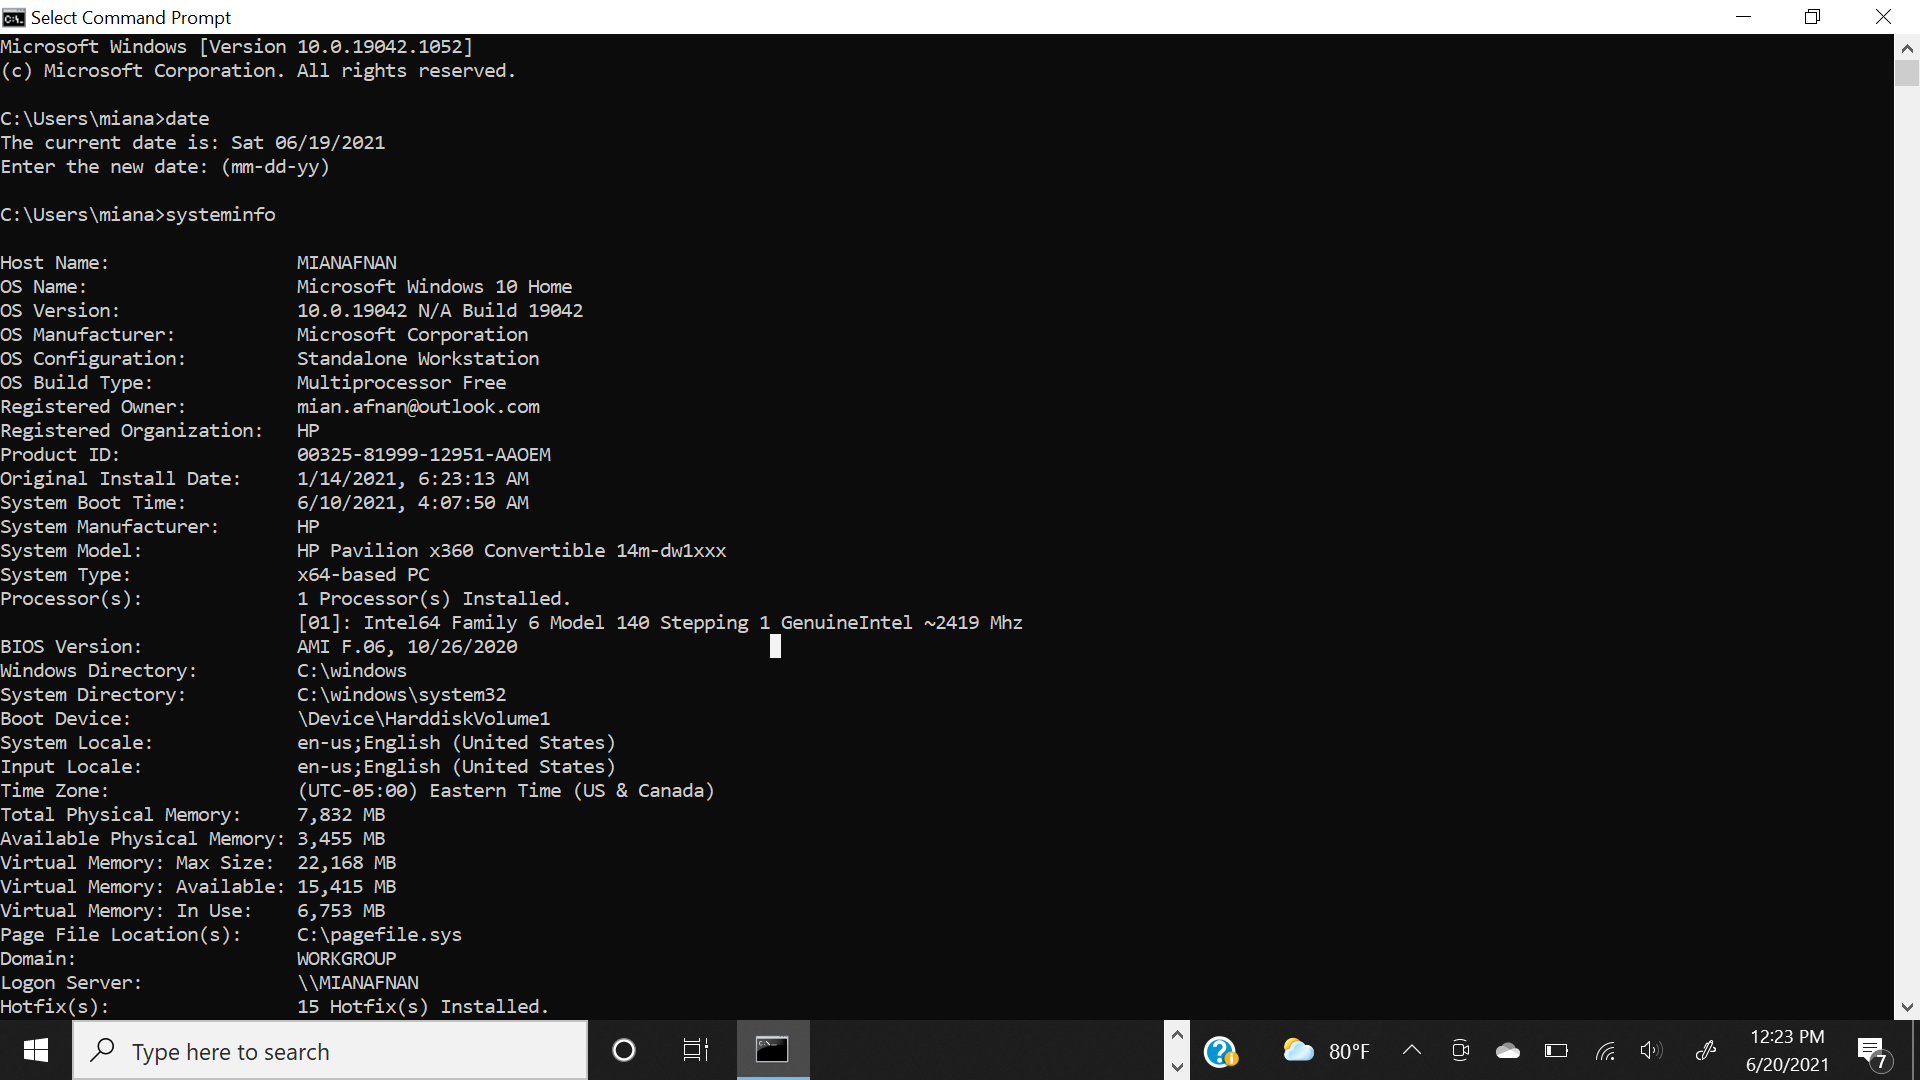 Select Command Prompt
Microsoft Windows [Version 10.0.19042.1052]
(c) Microsoft Corporation. All rights reserved.
C:\Users\miana>date
The current date is: Sat 06/19/2021
Enter the new date: (mm-dd-yy)
C:\Users\miana>systeminfo
Host Name: MIANAFNAN
OS Name: Microsoft Windows 10 Home
OS Version: 10.0.19042 N/A Build 19042
OS Manufacturer: Microsoft Corporation
OS Configuration: Standalone Workstation
OS Build Type: Multiprocessor Free
Registered Owner: mian.afnan@outlook.com
Registered Organization: HP
Product ID: 00325-81999-12951-AAOEM
Original Install Date: 1/14/2021, 6:23:13 AM
System Boot Time: 6/10/2021, 4:07:50 AM
System Manufacturer: HP
System Model: HP Pavilion x360 Convertible 14m-dw1xxx
System Type: x64-based PC
Processor(s): 1 Processor(s) Installed.
[01]: Intel64 Family 6 Model 140 Stepping 1 GenuineIntel ~2419 Mhz
BIOS Version: AMI F.06, 10/26/2020
Windows Directory: C:\windows
System Directory: C:\windows\system32
Boot Device: \Device\HarddiskVolume1
System Locale: en-us;English (United States)
Input Locale: en-us;English (United States)
Time Zone: (UTC-05:00) Eastern Time (US & Canada)
Total Physical Memory: 7,832 MB
Available Physical Memory: 3,455 MB
Virtual Memory: Max Size: 22,168 MB
Virtual Memory: Available: 15,415 MB
Virtual Memory: In Use: 6,753 MB
Page File Location(s): C:\pagefile.sys
Domain: WORKGROUP
Logon Server: \\MIANAFNAN
Hotfix(s): 15 Hotfix(s) Installed.
Type here to search
80°F
12:23 PM
6/20/2021
7